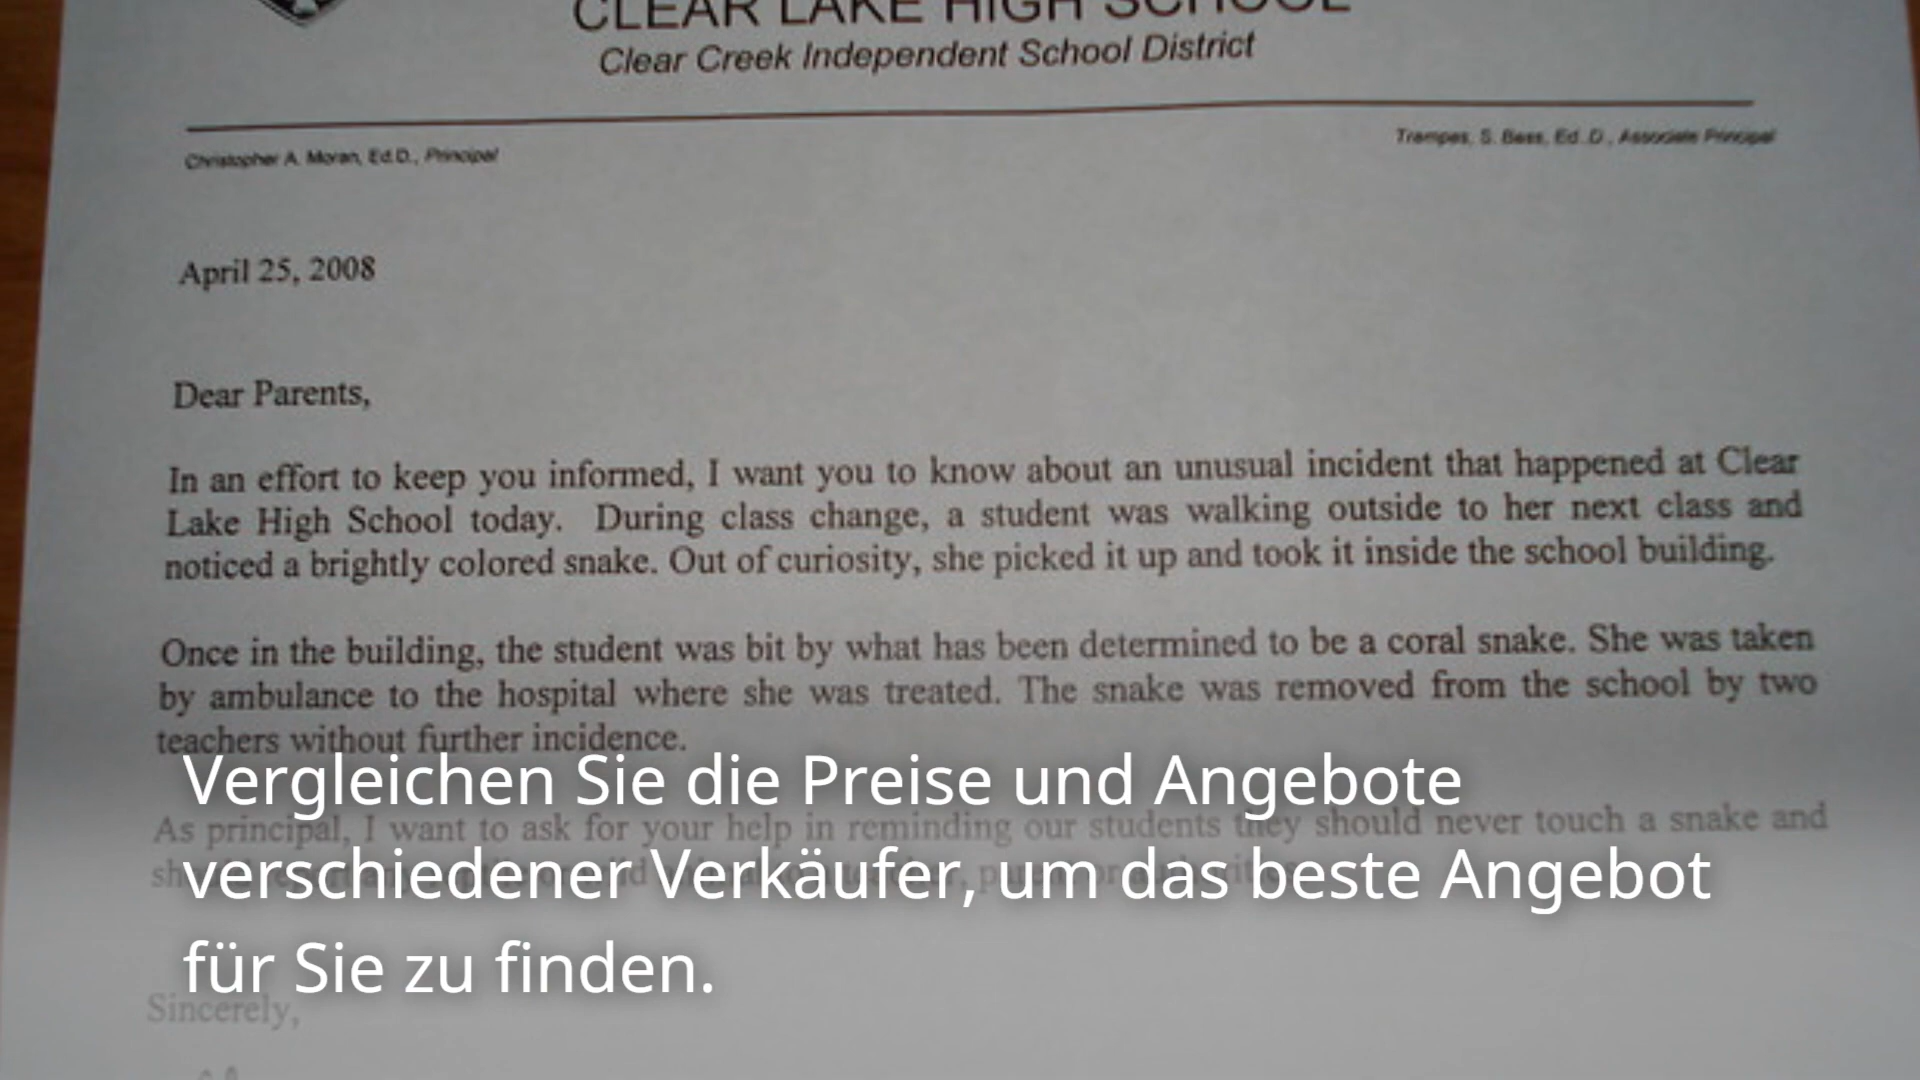 CLEAR LAKE HIGH SCHOOL
Clear Creek Independent School District
Christopher A. Moran, Ed.D., Principal
Trampes. S. Bass, Ed..D., Associate Principal
April 25, 2008
Dear Parents,
In an effort to keep you informed, I want you to know about an unusual incident that happened at Clear
Lake High School today. During class change, a student was walking outside to her next class and
noticed a brightly colored snake. Out of curiosity, she picked it up and took it inside the school building.
Once in the building, the student was bit by what has been determined to be a coral snake. She was taken
by ambulance to the hospital where she was treated. The snake was removed from the school by two
teachers without further incidence.
Vergleichen Sie die Preise und Angebote
As principal, I want to ask for your help in reminding our students they should never touch a snake and
verschiedener Verkäufer, um das beste Angebot
für Sie zu finden.
Sincerely,